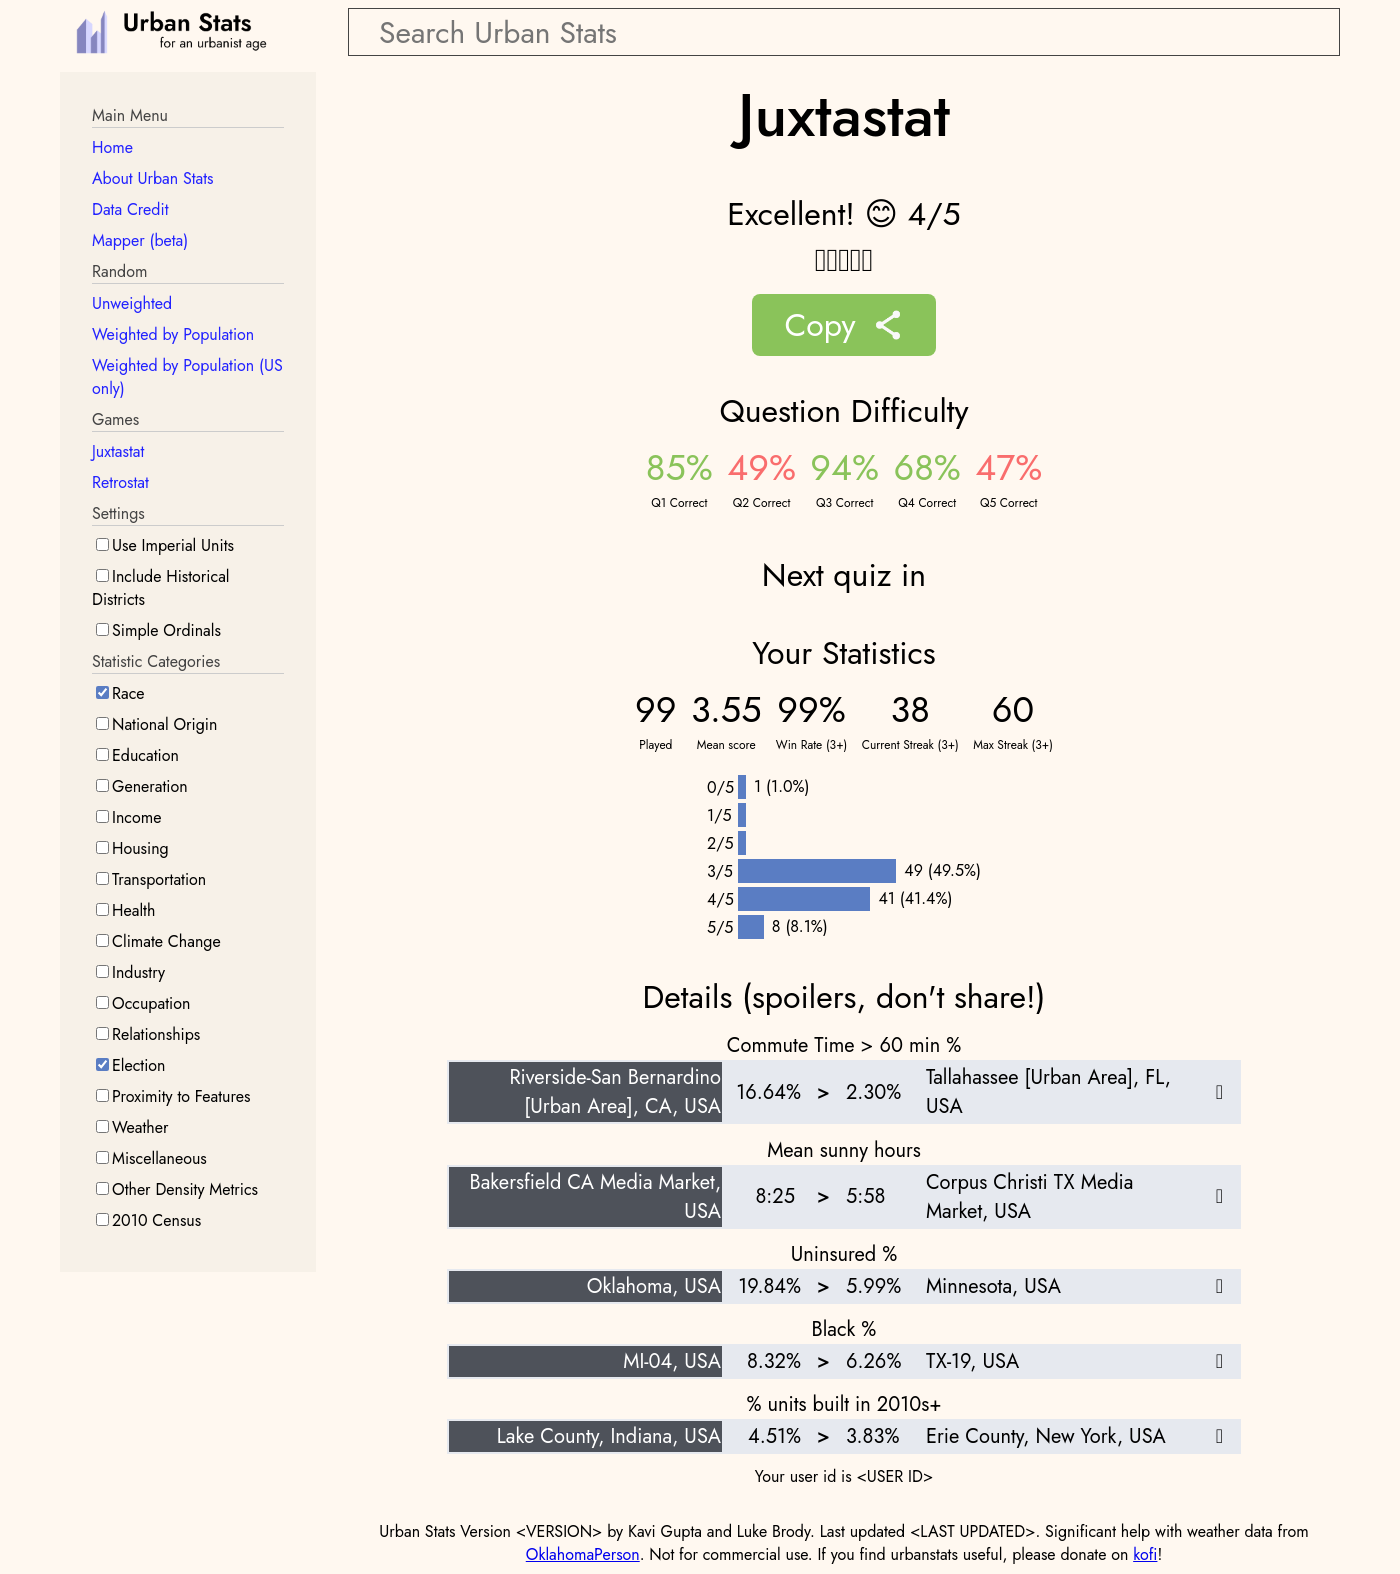 Urban Stats
for an urbanist age
Search Urban Stats
Main Menu
Home
About Urban Stats
Data Credit
Mapper (beta)
Random
Unweighted
Weighted by Population
Weighted by Population (US
only)
Games
Juxtastat
Retrostat
Settings
Use Imperial Units
Include Historical
Districts
Simple Ordinals
Statistic Categories
Race
National Origin
Education
Generation
Income
Housing
Transportation
Health
Climate Change
Industry
Occupation
Relationships
Election
Proximity to Features
Weather
Miscellaneous
Other Density Metrics
2010 Census
Juxtastat
Excellent! 😊 4/5
Copy
Question Difficulty
85% 49% 94% 68% 47%
Q1 Correct Q2 Correct Q3 Correct Q4 Correct Q5 Correct
Next quiz in
Your Statistics
99 3.55 99% 38 60
Played Mean score Win Rate (3+) Current Streak (3+) Max Streak (3+)
0/5 1 (1.0%)
1/5
2/5
3/5 49 (49.5%)
4/5 41 (41.4%)
5/5 8 (8.1%)
Details (spoilers, don't share!)
Commute Time > 60 min %
Riverside-San Bernardino
[Urban Area], CA, USA
16.64% > 2.30%
Tallahassee [Urban Area], FL,
USA
Mean sunny hours
Bakersfield CA Media Market,
USA
8:25 > 5:58
Corpus Christi TX Media
Market, USA
Uninsured %
Oklahoma, USA 19.84% > 5.99% Minnesota, USA
Black %
MI-04, USA 8.32% > 6.26% TX-19, USA
% units built in 2010s+
Lake County, Indiana, USA 4.51% > 3.83% Erie County, New York, USA
Your user id is <USER ID>
Urban Stats Version <VERSION> by Kavi Gupta and Luke Brody. Last updated <LAST UPDATED>. Significant help with weather data from
OklahomaPerson. Not for commercial use. If you find urbanstats useful, please donate on kofi!